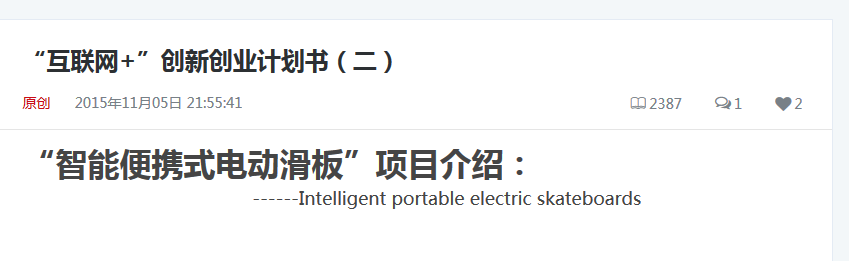 “互联网+”创新创业计划书（二）
原创 2015年11月05日 21:55:41 2387 1 2
“智能便携式电动滑板”项目介绍：
------Intelligent portable electric skateboards